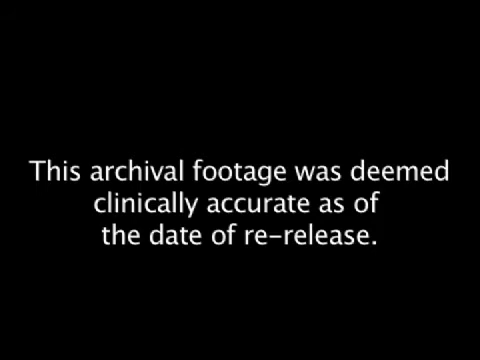 This archival footage was deemed
clinically accurate as of
the date of re-release.